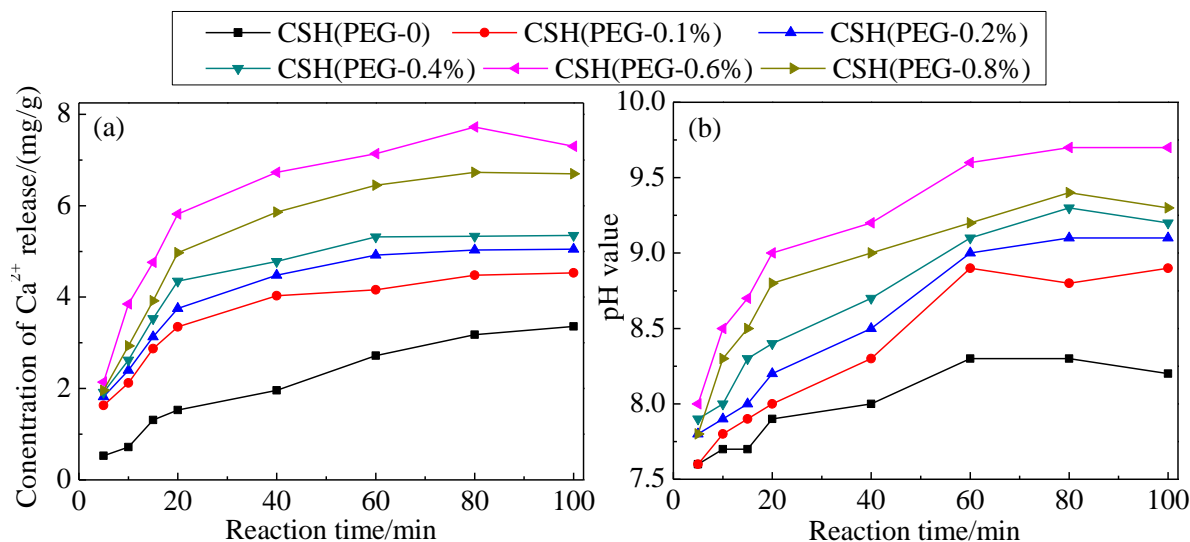 CSH(PEG-0) CSH(PEG-0.1%) CSH(PEG-0.2%)
CSH(PEG-0.4%) CSH(PEG-0.6%) CSH(PEG-0.8%)
(a)
Conentration of Ca²⁺ release/(mg/g)
8
6
4
2
0
0 20 40 60 80 100
Reaction time/min
(b)
pH value
10.0
9.5
9.0
8.5
8.0
7.5
0 20 40 60 80 100
Reaction time/min